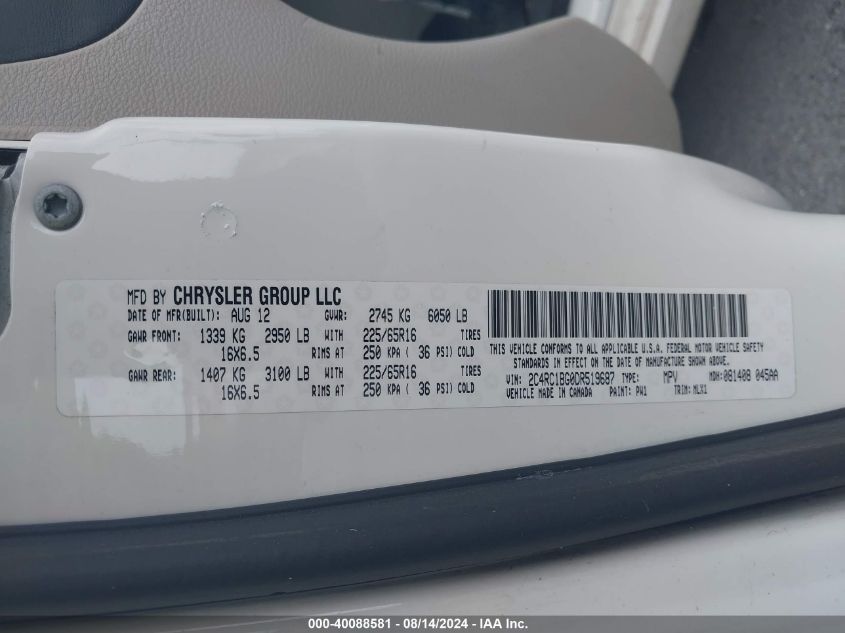 MFD BY CHRYSLER GROUP LLC
DATE OF MFR(BUILT): AUG 12 GVWR: 2745 KG 6050 LB
GAWR FRONT: 1339 KG 2950 LB WITH 225/65R16 TIRES
16X6.5 RIMS AT 250 KPA ( 36 PSI) COLD
GAWR REAR: 1407 KG 3100 LB WITH 225/65R16 TIRES
16X6.5 RIMS AT 250 KPA ( 36 PSI) COLD
THIS VEHICLE CONFORMS TO ALL APPLICABLE U.S.A. FEDERAL MOTOR VEHICLE SAFETY
STANDARDS IN EFFECT ON THE DATE OF MANUFACTURE SHOWN ABOVE.
VIN: 2C4RC1BG0DR519687 TYPE: MPV MDH: 081408 045AA
VEHICLE MADE IN CANADA PAINT: PW1 TRIM: MLX1
000-40088581 - 08/14/2024 - IAA Inc.